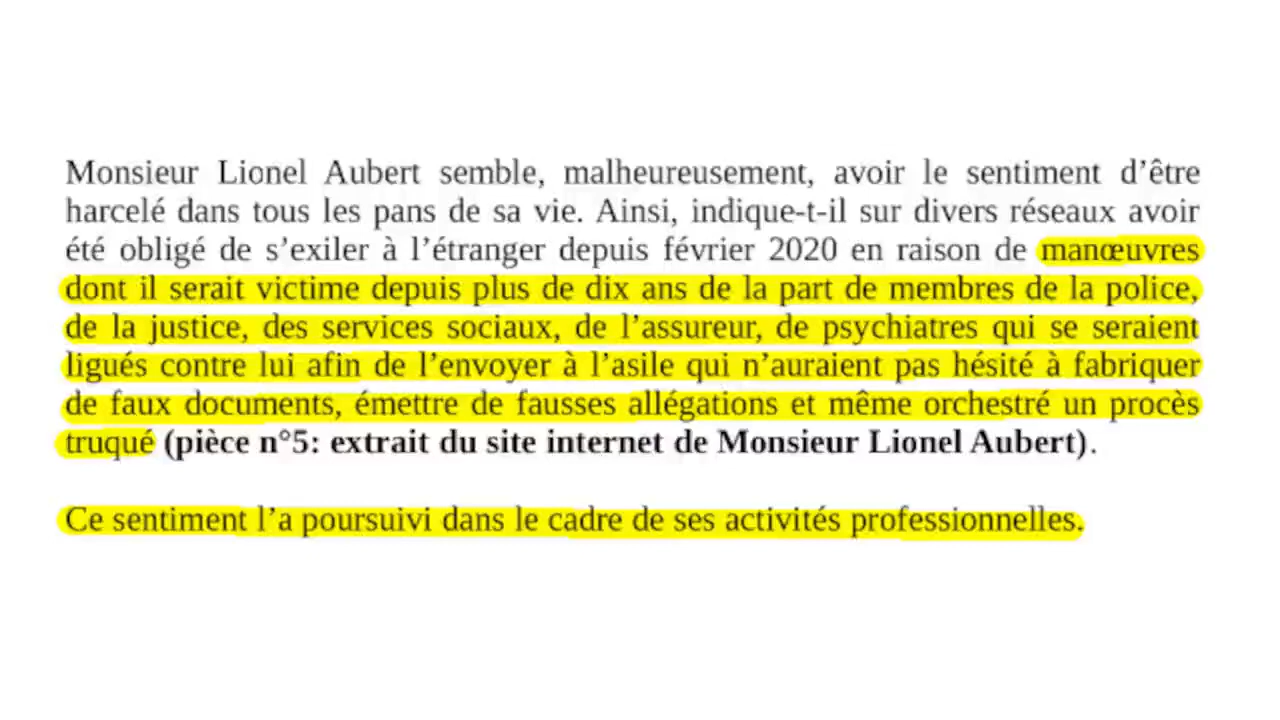 Monsieur Lionel Aubert semble, malheureusement, avoir le sentiment d’être
harcelé dans tous les pans de sa vie. Ainsi, indique-t-il sur divers réseaux avoir
été obligé de s’exiler à l’étranger depuis février 2020 en raison de manœuvres
dont il serait victime depuis plus de dix ans de la part de membres de la police,
de la justice, des services sociaux, de l’assureur, de psychiatres qui se seraient
ligués contre lui afin de l’envoyer à l’asile qui n’auraient pas hésité à fabriquer
de faux documents, émettre de fausses allégations et même orchestré un procès
truqué (pièce n°5: extrait du site internet de Monsieur Lionel Aubert).
Ce sentiment l’a poursuivi dans le cadre de ses activités professionnelles.